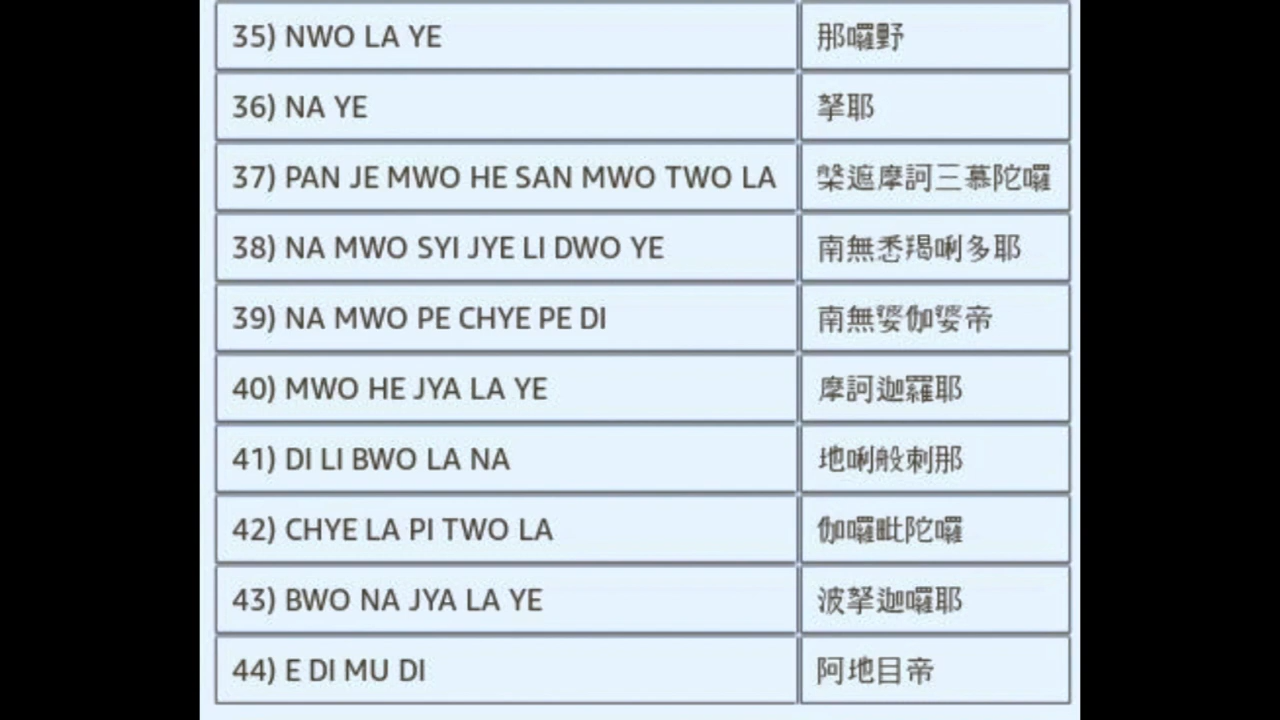 35) NWO LA YE 那囉野
36) NA YE 拏耶
37) PAN JE MWO HE SAN MWO TWO LA 槃遮摩訶三慕陀囉
38) NA MWO SYI JYE LI DWO YE 南無悉羯唎多耶
39) NA MWO PE CHYE PE DI 南無婆伽婆帝
40) MWO HE JYA LA YE 摩訶迦羅耶
41) DI LI BWO LA NA 地唎般剌那
42) CHYE LA PI TWO LA 伽囉毗陀囉
43) BWO NA JYA LA YE 波拏迦囉耶
44) E DI MU DI 阿地目帝